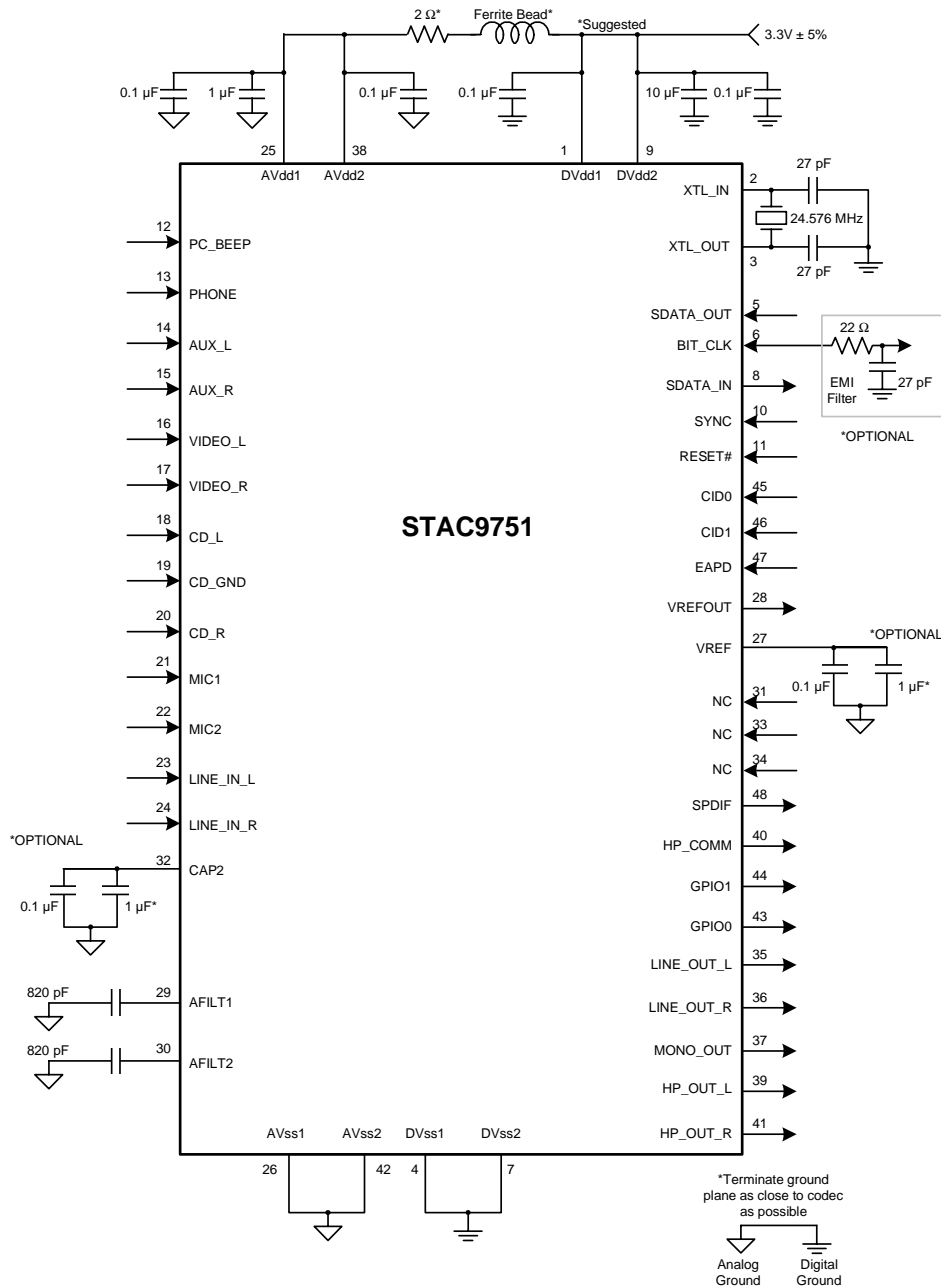 2 Ω*
Ferrite Bead*
*Suggested
3.3V ± 5%
0.1 µF
1 µF
0.1 µF
0.1 µF
10 µF
0.1 µF
25
38
1
9
AVdd1
AVdd2
DVdd1
DVdd2
STAC9751
12
PC_BEEP
13
PHONE
14
AUX_L
15
AUX_R
16
VIDEO_L
17
VIDEO_R
18
CD_L
19
CD_GND
20
CD_R
21
MIC1
22
MIC2
23
LINE_IN_L
24
LINE_IN_R
*OPTIONAL
32
CAP2
0.1 µF
1 µF*
820 pF
29
AFILT1
820 pF
30
AFILT2
27 pF
XTL_IN
2
24.576 MHz
XTL_OUT
3
27 pF
SDATA_OUT
5
BIT_CLK
6
22 Ω
27 pF
EMI
Filter
*OPTIONAL
SDATA_IN
8
SYNC
10
RESET#
11
CID0
45
CID1
46
EAPD
47
VREFOUT
28
VREF
27
*OPTIONAL
0.1 µF
1 µF*
NC
31
NC
33
NC
34
SPDIF
48
HP_COMM
40
GPIO1
44
GPIO0
43
LINE_OUT_L
35
LINE_OUT_R
36
MONO_OUT
37
HP_OUT_L
39
HP_OUT_R
41
AVss1
AVss2
DVss1
DVss2
26
42
4
7
*Terminate ground
plane as close to codec
as possible
Analog
Ground
Digital
Ground